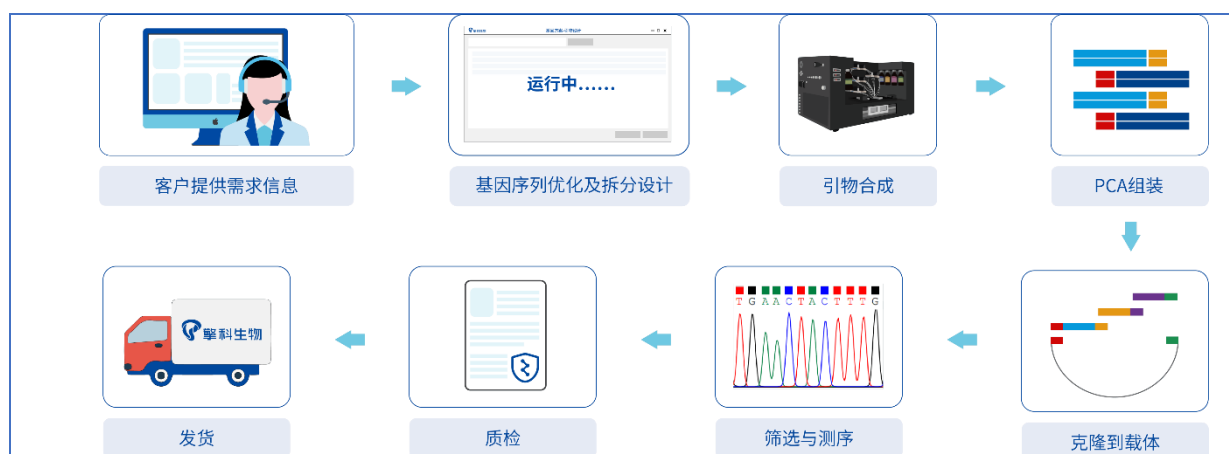 运行中......
客户提供需求信息
基因序列优化及拆分设计
引物合成
PCA组装
擎科生物
T G A A C T A C T T T G
发货
质检
筛选与测序
克隆到载体